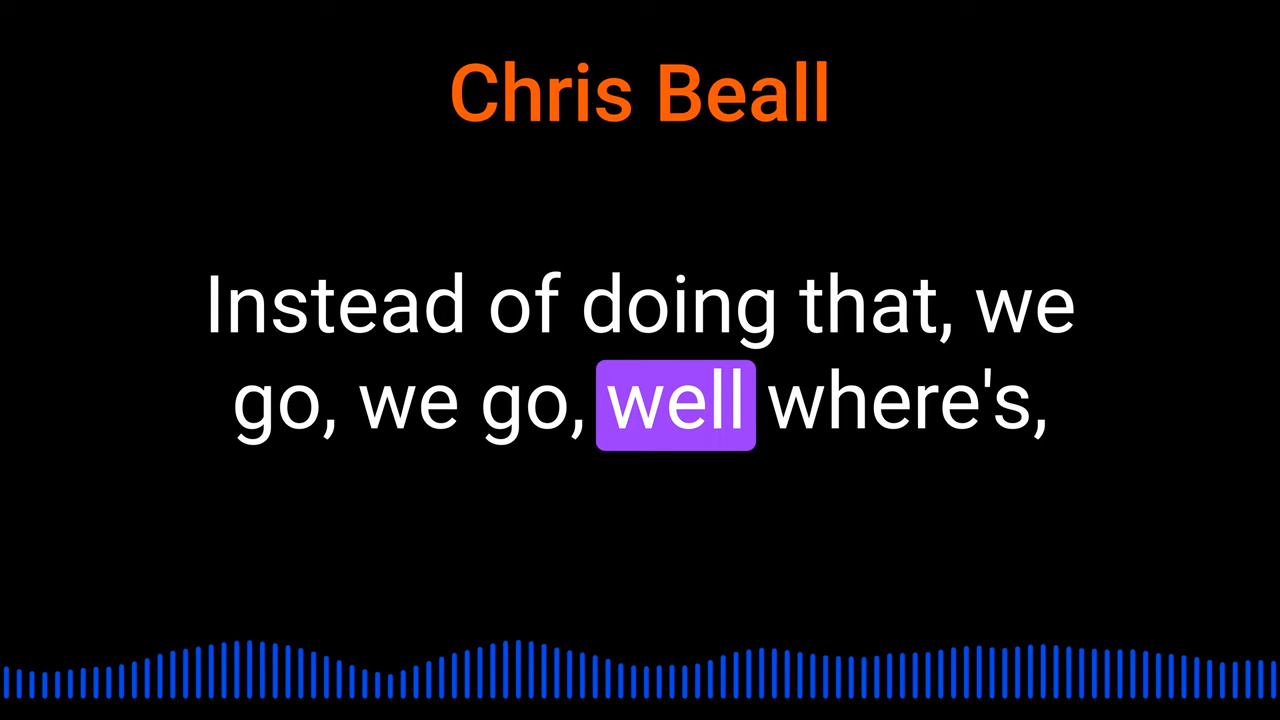 Chris Beall
Instead of doing that, we
go, we go, well where's,